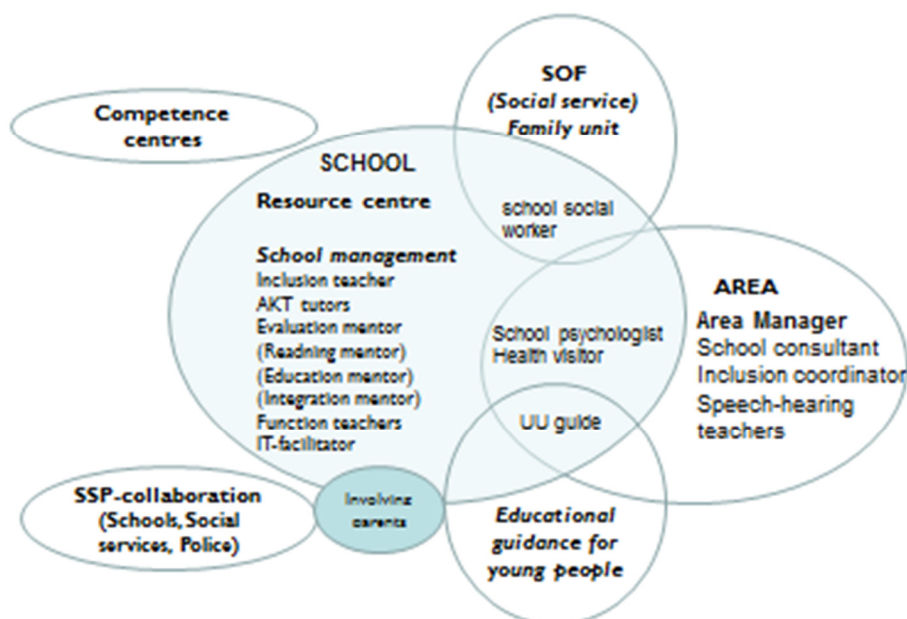 SOF
(Social service)
Family unit
Competence
centres
SCHOOL
Resource centre
school social
worker
School management
Inclusion teacher
AKT tutors
Evaluation mentor
(Readning mentor)
(Education mentor)
(Integration mentor)
Function teachers
IT-facilitator
School psychologist
Health visitor
UU guide
AREA
Area Manager
School consultant
Inclusion coordinator
Speech-hearing
teachers
SSP-collaboration
(Schools, Social
services, Police)
Involving
parents
Educational
guidance for
young people